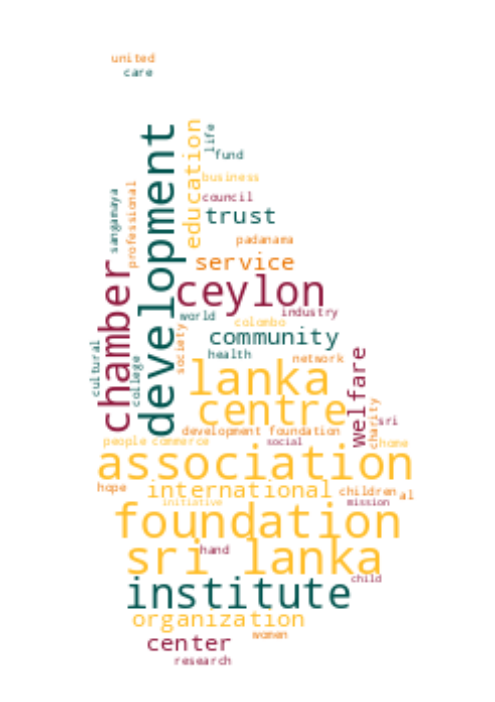 united
care
development
education
life
fund
business
sangamaya
professional
council
trust
padanama
service
chamber
ceylon
world
industry
colombo
society
community
cultural
college
health
network
welfare
lanka
centre
charity
sri
development foundation
people commerce
social
home
association
hope
international
children
al
initiative
mission
foundation
sri lanka
hand
child
institute
organization
women
center
research